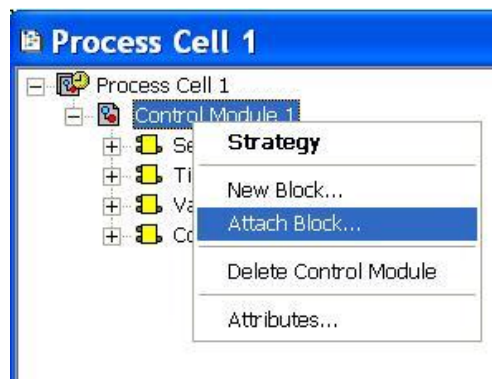 Process Cell 1
Process Cell 1
Control Module 1
Strategy
New Block...
Attach Block...
Delete Control Module
Attributes...